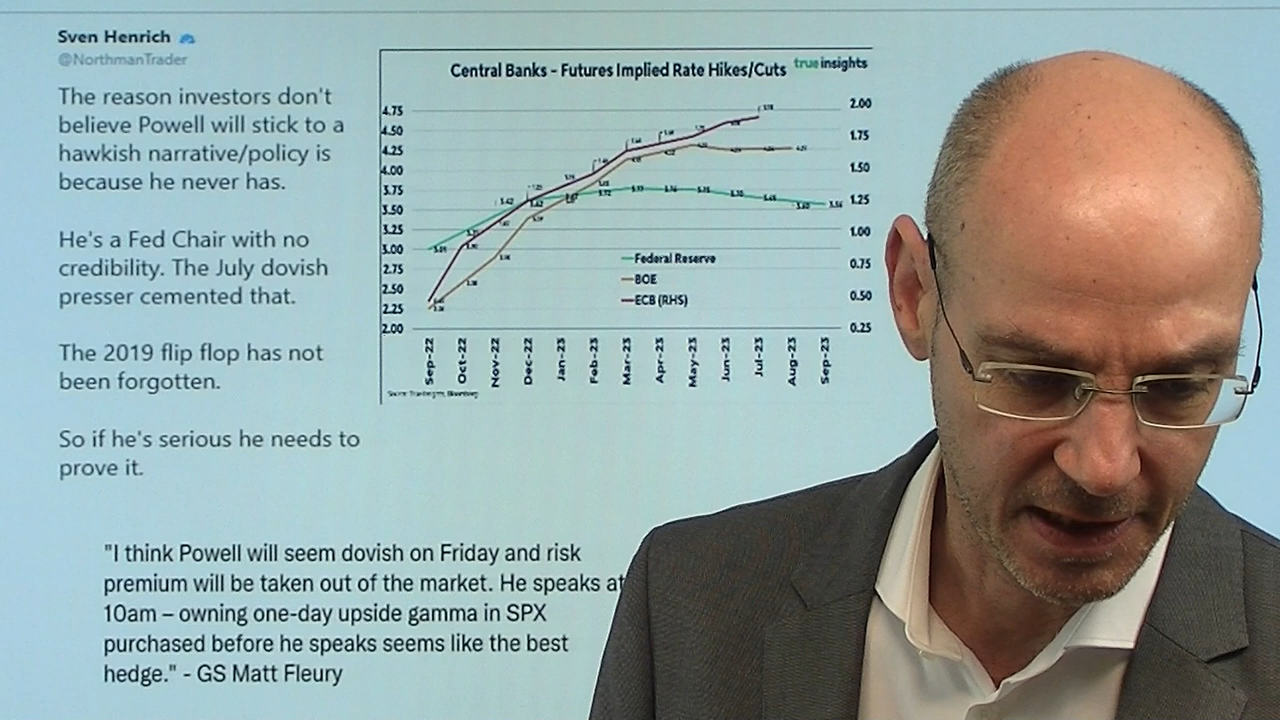 Sven Henrich
@NorthmanTrader
The reason investors don't
believe Powell will stick to a
hawkish narrative/policy is
because he never has.
He's a Fed Chair with no
credibility. The July dovish
presser cemented that.
The 2019 flip flop has not
been forgotten.
So if he's serious he needs to
prove it.
Central Banks - Futures Implied Rate Hikes/Cuts
trueinsights
4.75
4.50
4.25
4.00
3.75
3.50
3.25
3.00
2.75
2.50
2.25
2.00
2.00
1.75
1.50
1.25
1.00
0.75
0.50
0.25
Federal Reserve
BOE
ECB (RHS)
Sep-22
Oct-22
Nov-22
Dec-22
Jan-23
Feb-23
Mar-23
Apr-23
May-23
Jun-23
Jul-23
Aug-23
Sep-23
"I think Powell will seem dovish on Friday and risk
premium will be taken out of the market. He speaks at
10am – owning one-day upside gamma in SPX
purchased before he speaks seems like the best
hedge." - GS Matt Fleury